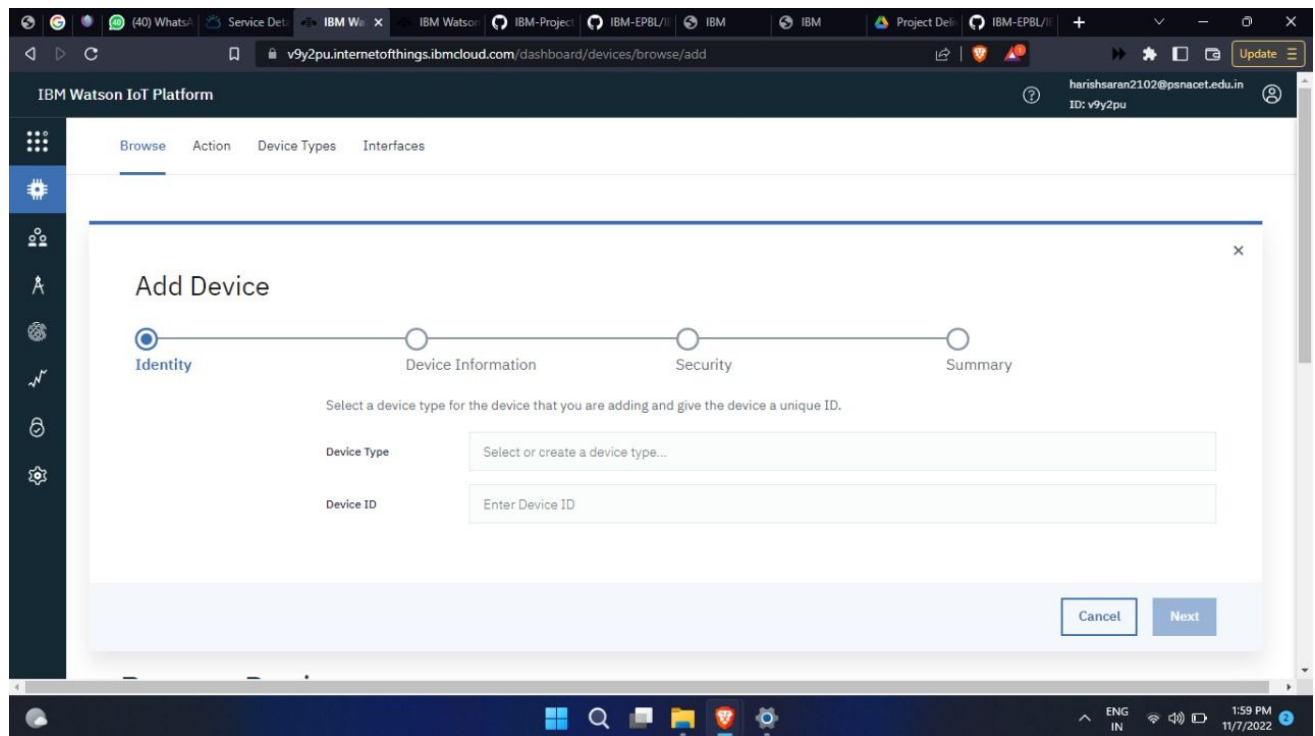 (40) WhatsA
Service Deta
IBM Wa
IBM Watson
IBM-Project
IBM-EPBL/I
IBM
IBM
Project Deliv
IBM-EPBL/I
v9y2pu.internetofthings.ibmcloud.com/dashboard/devices/browse/add
Update
IBM Watson IoT Platform
harishsaran2102@psnacet.edu.in
ID: v9y2pu
Browse Action Device Types Interfaces
Add Device
Identity Device Information Security Summary
Select a device type for the device that you are adding and give the device a unique ID.
Device Type Select or create a device type...
Device ID Enter Device ID
Cancel Next
ENG
IN
1:59 PM
11/7/2022
2